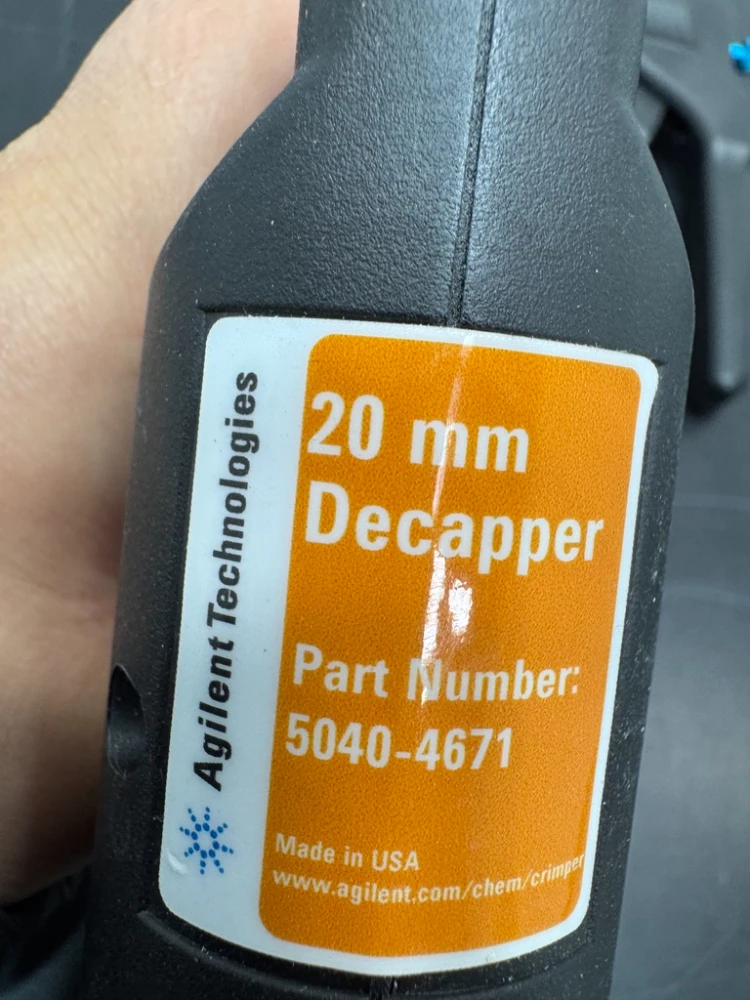 Agilent Technologies
20 mm
Decapper
Part Number:
5040-4671
Made in USA
www.agilent.com/chem/crimper